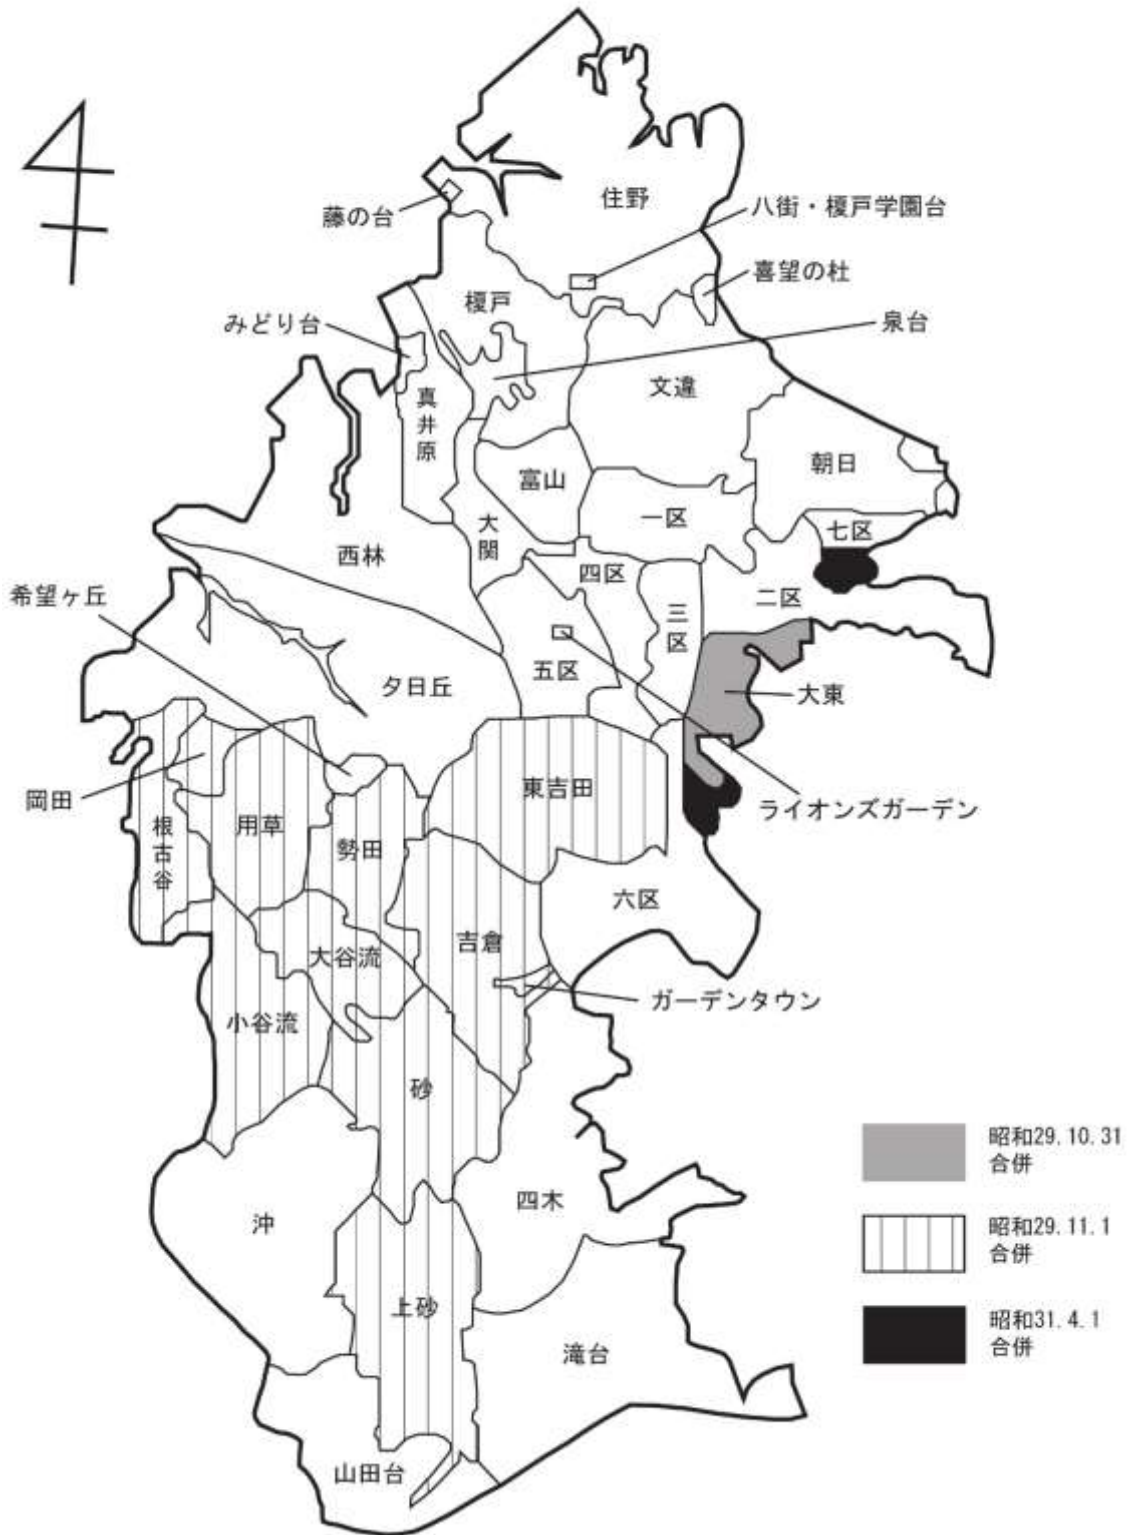 住野
藤の台
八街・榎戸学園台
喜望の杜
榎戸
みどり台
泉台
文違
真井原
朝日
富山
一区
七区
大関
西林
四区
希望ヶ丘
二区
三区
五区
夕日丘
大東
東吉田
岡田
ライオンズガーデン
用草
根古谷
勢田
六区
吉倉
大谷流
ガーデンタウン
小谷流
砂
昭和29.10.31
合併
四木
沖
昭和29.11.1
合併
上砂
昭和31.4.1
合併
滝台
山田台